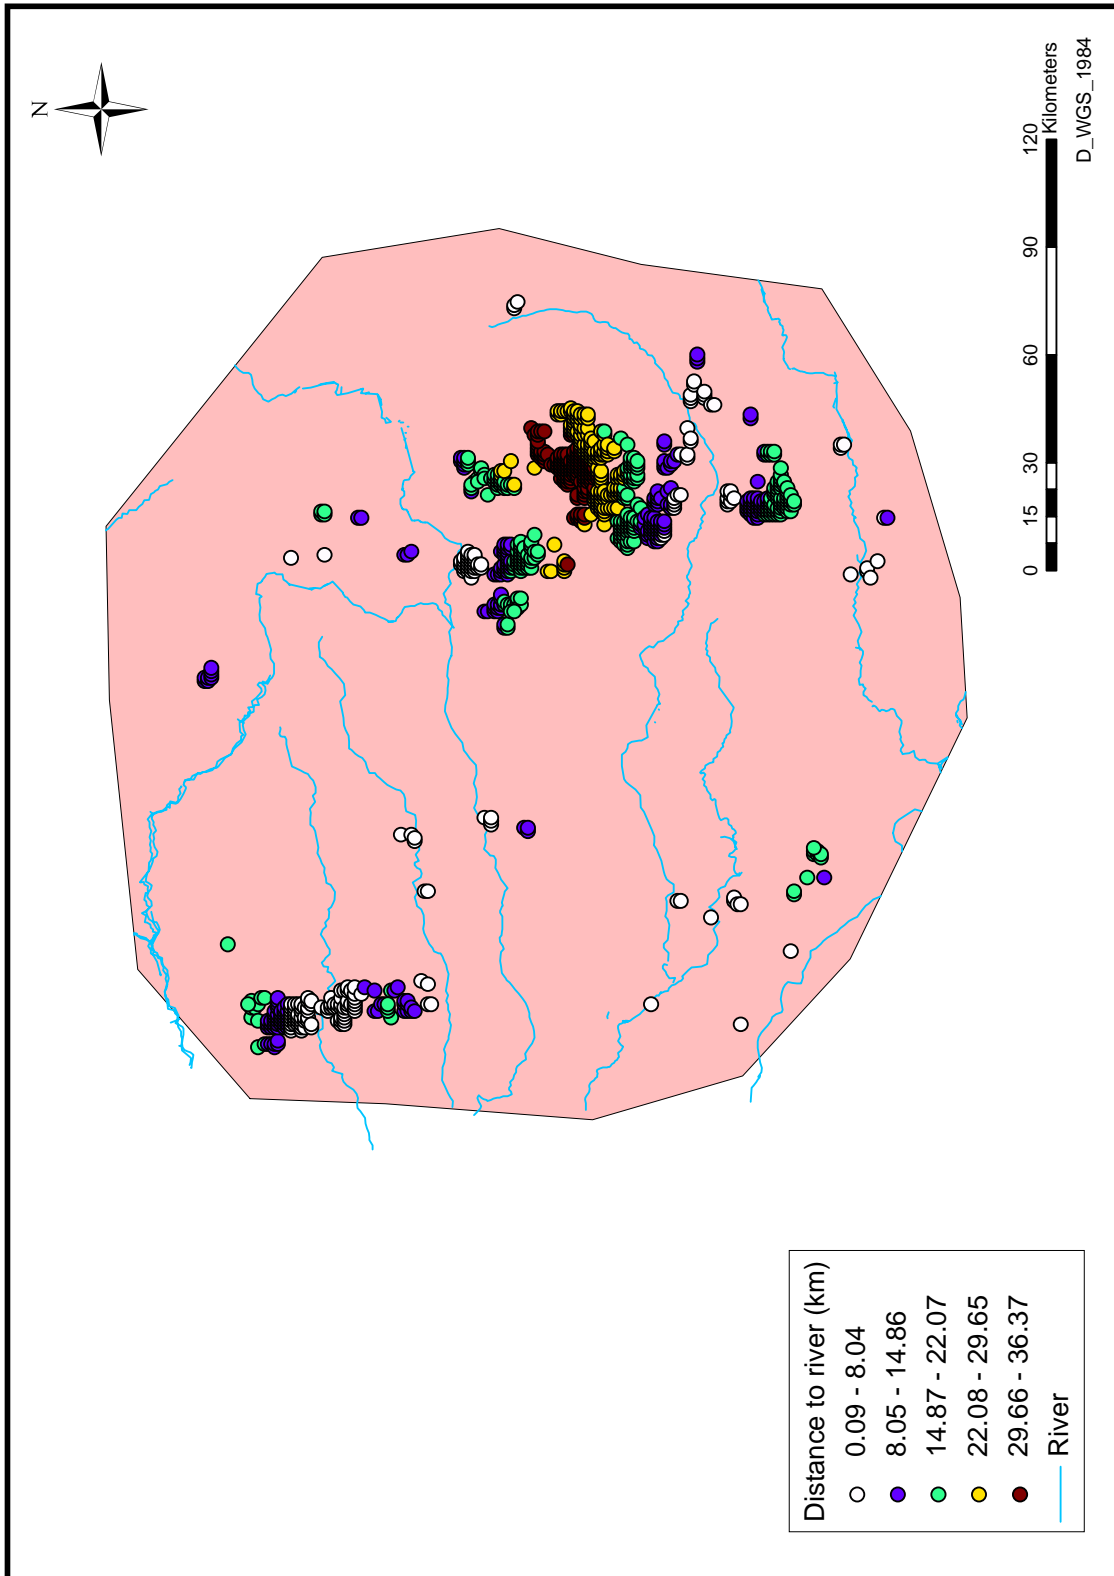 N
Distance to river (km)
0.09 - 8.04
8.05 - 14.86
14.87 - 22.07
22.08 - 29.65
29.66 - 36.37
River
0 15 30 60 90 120
Kilometers
D_WGS_1984